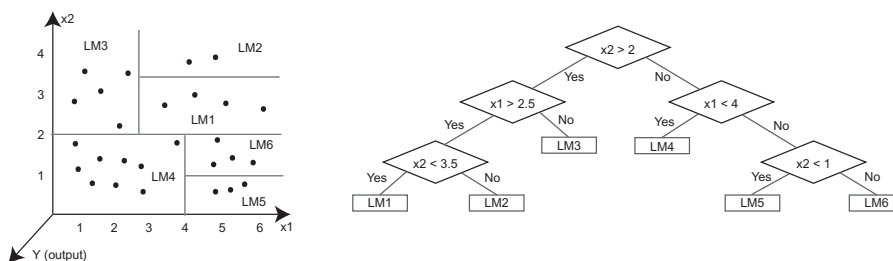 x2
4
LM3
LM2
3
LM1
2
LM6
1
LM4
LM5
1 2 3 4 5 6 x1
Y (output)
x2 > 2
Yes
No
x1 > 2.5
x1 < 4
Yes
No
Yes
No
x2 < 3.5
LM3
LM4
x2 < 1
Yes
No
Yes
No
LM1
LM2
LM5
LM6